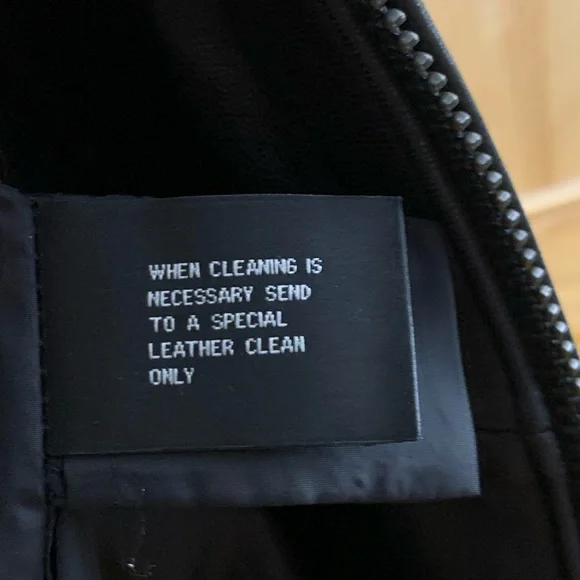 WHEN CLEANING IS
NECESSARY SEND
TO A SPECIAL
LEATHER CLEAN
ONLY